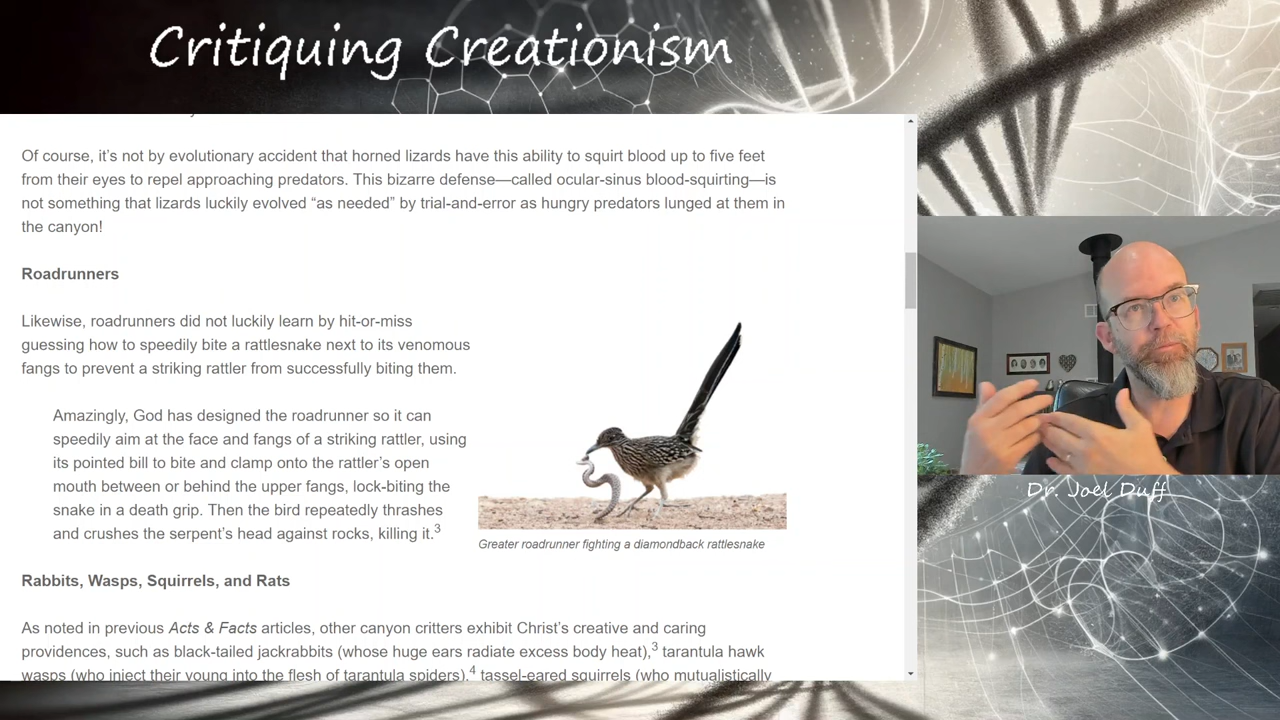 Critiquing Creationism
Of course, it’s not by evolutionary accident that horned lizards have this ability to squirt blood up to five feet
from their eyes to repel approaching predators. This bizarre defense—called ocular-sinus blood-squirting—is
not something that lizards luckily evolved “as needed” by trial-and-error as hungry predators lunged at them in
the canyon!
Roadrunners
Likewise, roadrunners did not luckily learn by hit-or-miss
guessing how to speedily bite a rattlesnake next to its venomous
fangs to prevent a striking rattler from successfully biting them.
Amazingly, God has designed the roadrunner so it can
speedily aim at the face and fangs of a striking rattler, using
its pointed bill to bite and clamp onto the rattler’s open
mouth between or behind the upper fangs, lock-biting the
snake in a death grip. Then the bird repeatedly thrashes
and crushes the serpent’s head against rocks, killing it.3
Greater roadrunner fighting a diamondback rattlesnake
Rabbits, Wasps, Squirrels, and Rats
As noted in previous Acts & Facts articles, other canyon critters exhibit Christ’s creative and caring
providences, such as black-tailed jackrabbits (whose huge ears radiate excess body heat),3 tarantula hawk
wasps (who inject their young into the flesh of tarantula spiders),4 tassel-eared squirrels (who mutualistically
Dr. Joel Duff